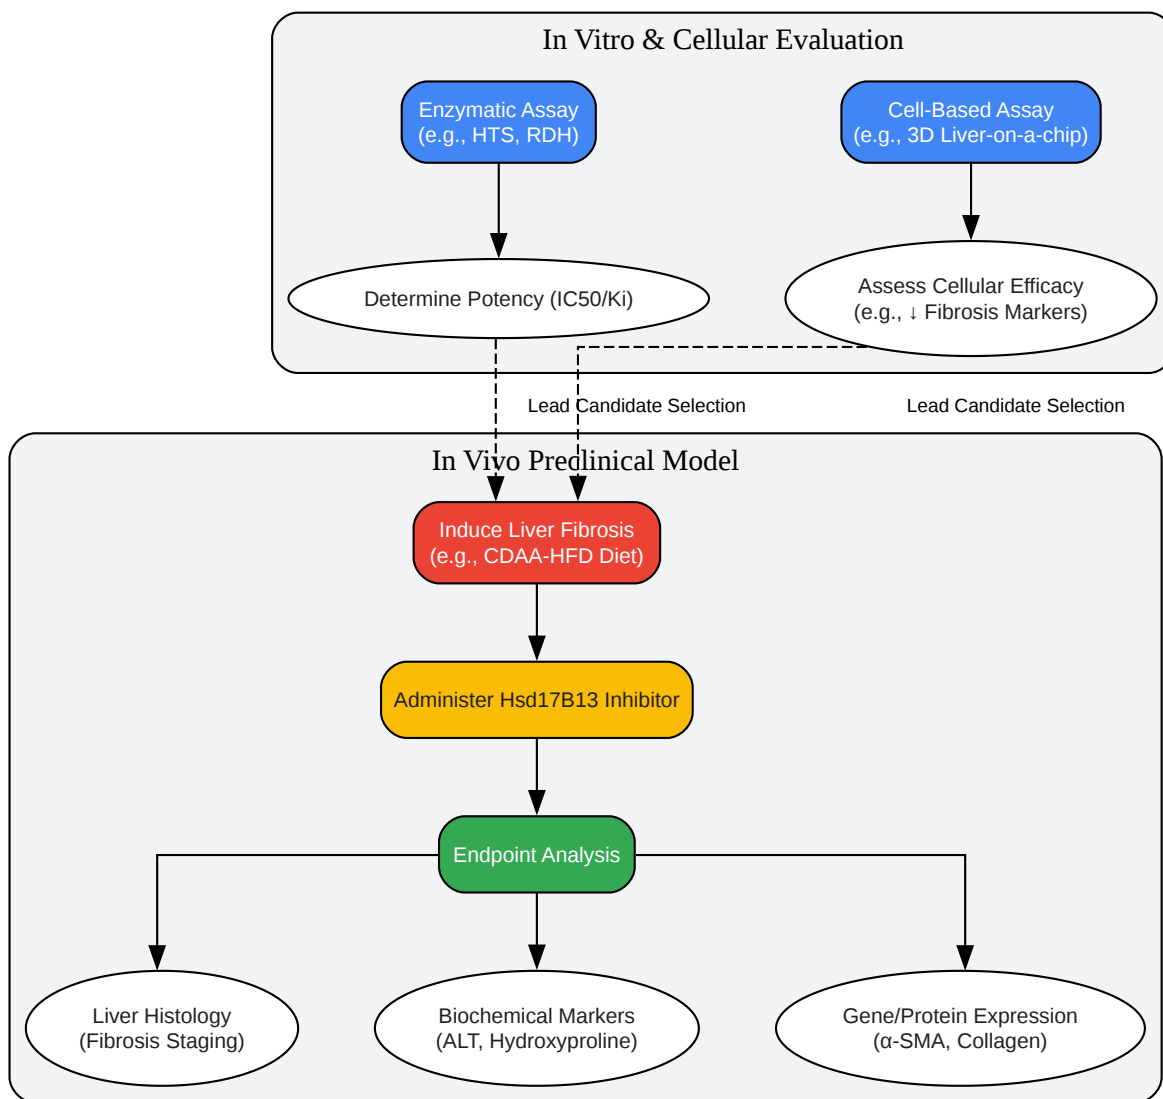 In Vitro & Cellular Evaluation
Enzymatic Assay
(e.g., HTS, RDH)
Cell-Based Assay
(e.g., 3D Liver-on-a-chip)
Determine Potency (IC50/Ki)
Assess Cellular Efficacy
(e.g., ↓ Fibrosis Markers)
Lead Candidate Selection
Lead Candidate Selection
In Vivo Preclinical Model
Induce Liver Fibrosis
(e.g., CDAA-HFD Diet)
Administer Hsd17B13 Inhibitor
Endpoint Analysis
Liver Histology
(Fibrosis Staging)
Biochemical Markers
(ALT, Hydroxyproline)
Gene/Protein Expression
(α-SMA, Collagen)